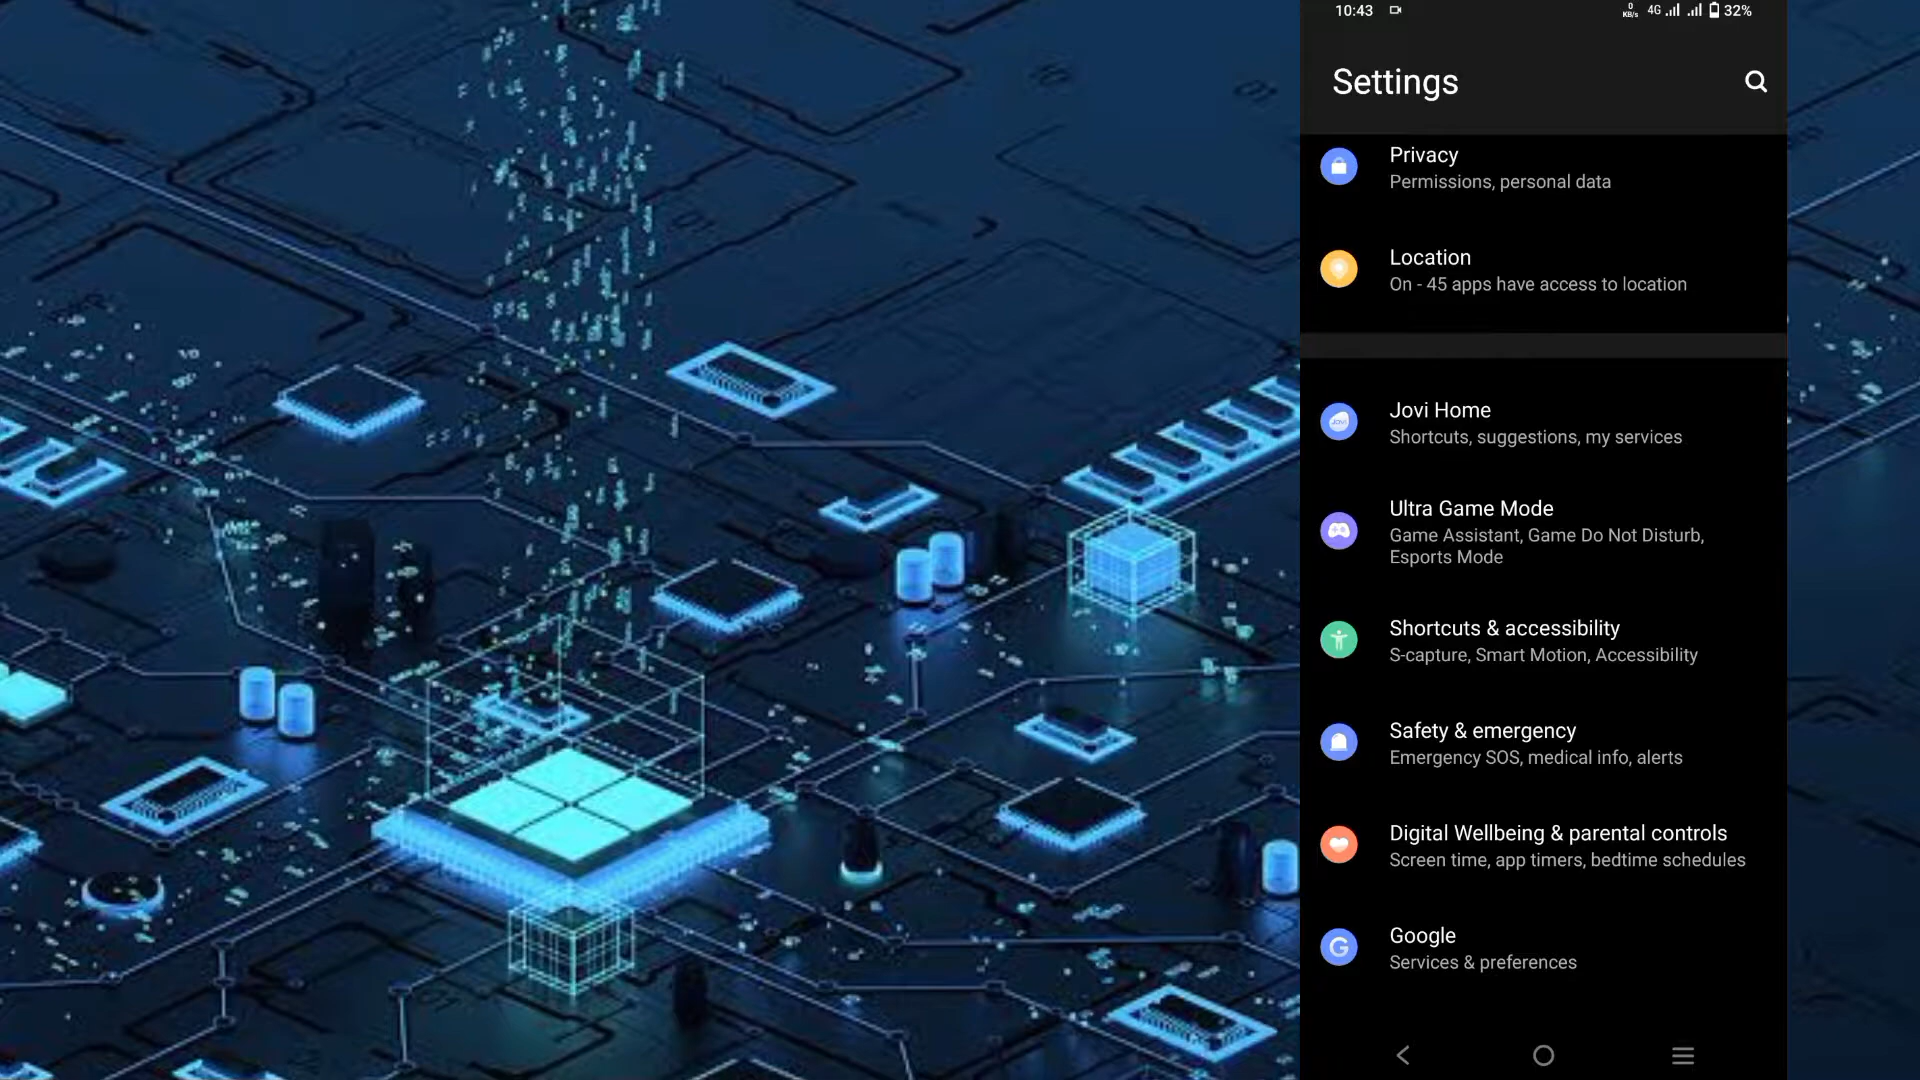 10:43
0 KB/s 4G 32%
Settings
Privacy
Permissions, personal data
Location
On - 45 apps have access to location
Jovi Home
Shortcuts, suggestions, my services
Ultra Game Mode
Game Assistant, Game Do Not Disturb,
Esports Mode
Shortcuts & accessibility
S-capture, Smart Motion, Accessibility
Safety & emergency
Emergency SOS, medical info, alerts
Digital Wellbeing & parental controls
Screen time, app timers, bedtime schedules
Google
Services & preferences